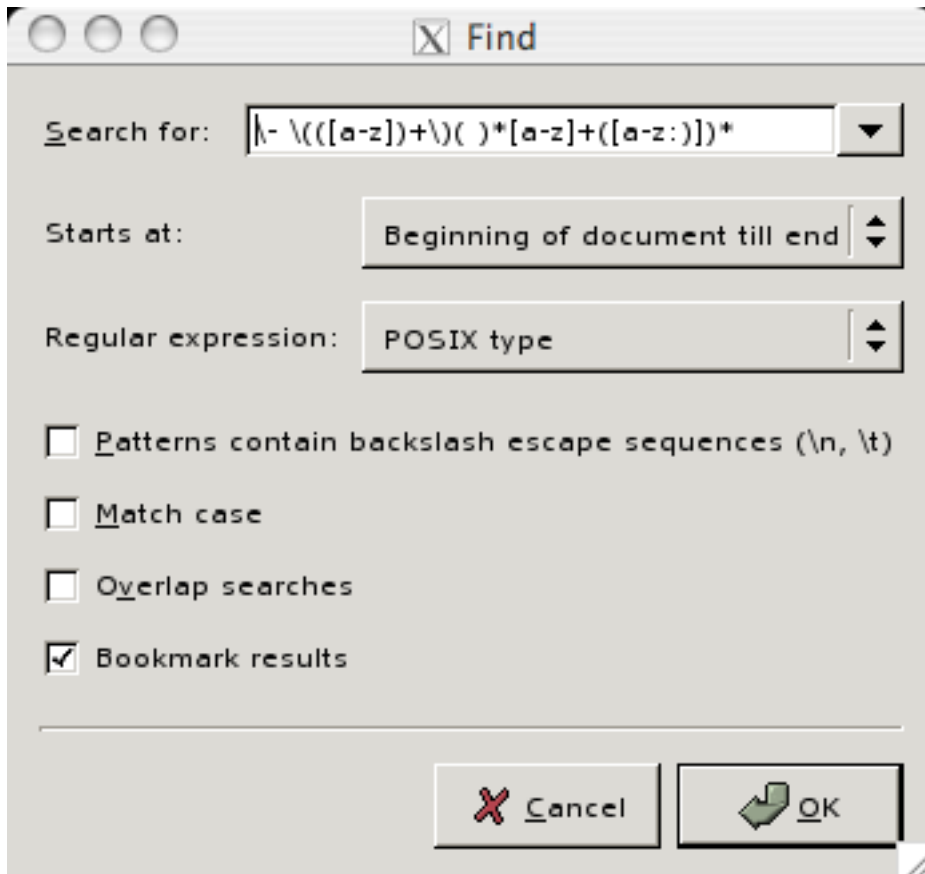 Find
Search for: \- \(([a-z])+\)( )*[a-z]+([a-z:)])*
Starts at: Beginning of document till end
Regular expression: POSIX type
Patterns contain backslash escape sequences (\n, \t)
Match case
Overlap searches
Bookmark results
Cancel OK